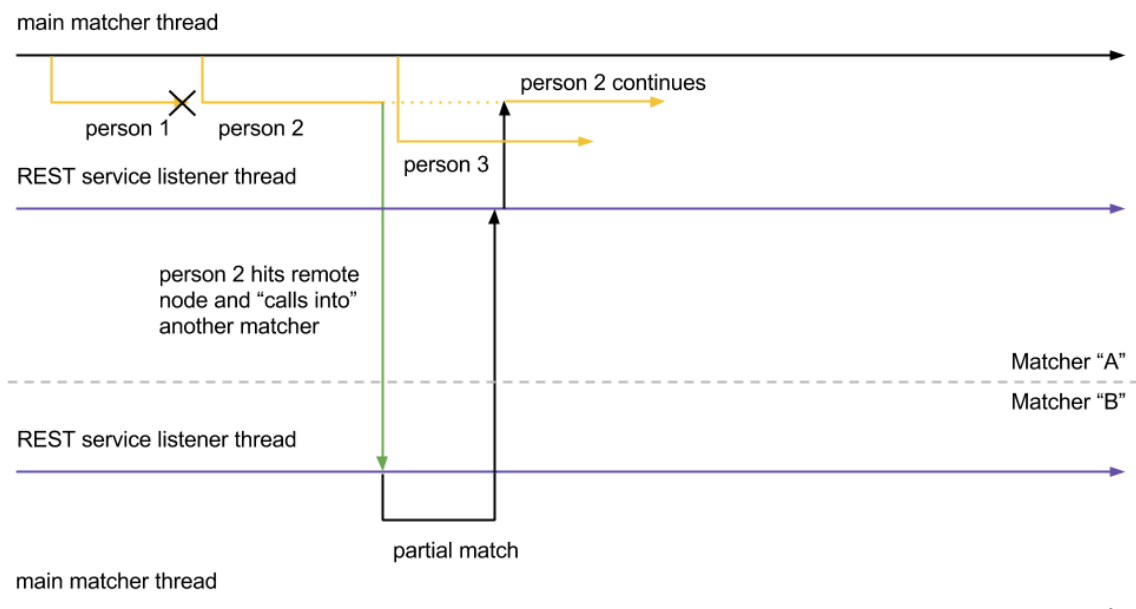 main matcher thread
person 2 continues
person 1
person 2
person 3
REST service listener thread
person 2 hits remote
node and “calls into”
another matcher
Matcher “A”
Matcher “B”
REST service listener thread
partial match
main matcher thread